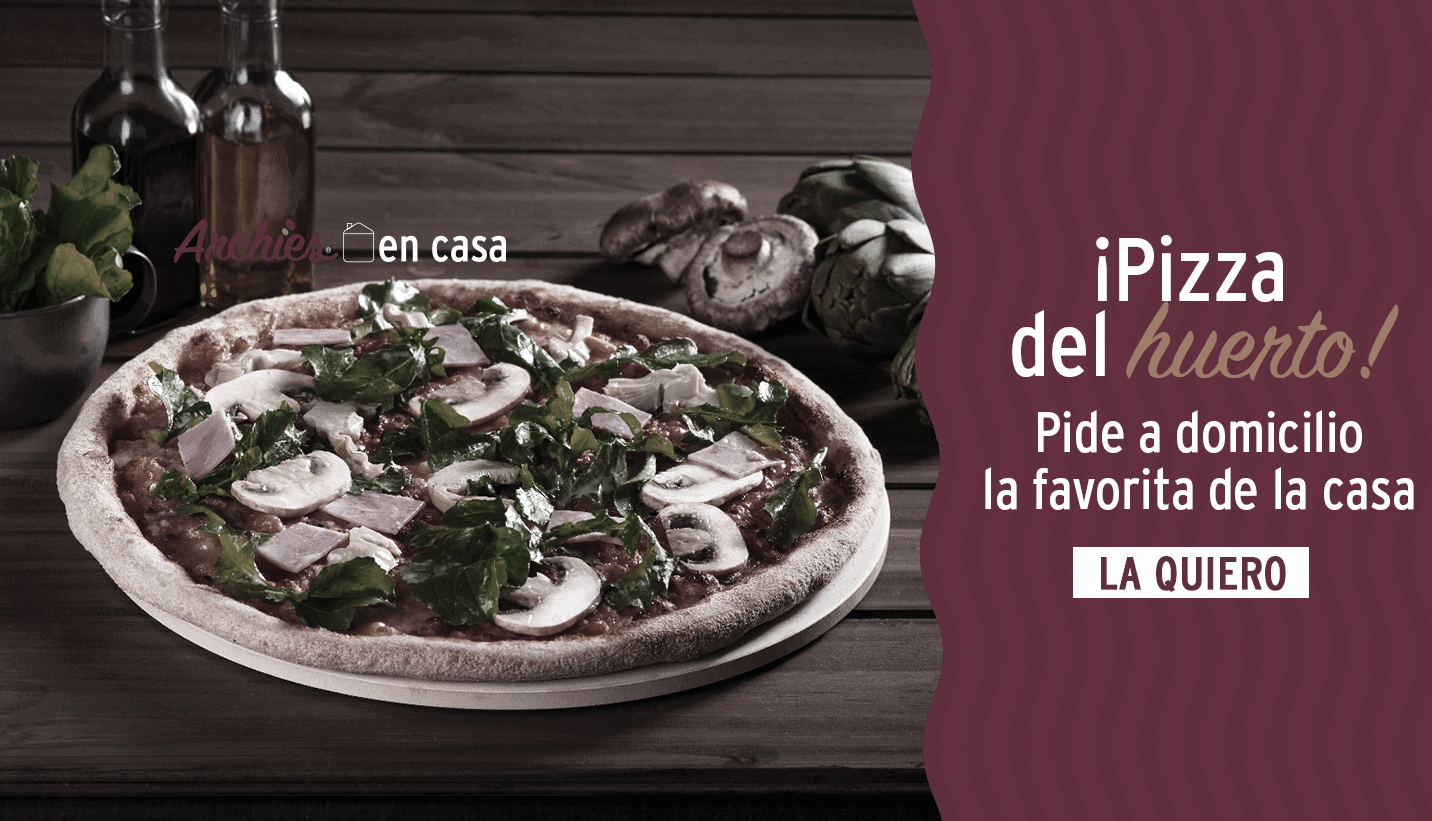 Archies® en casa
¡Pizza
del huerto!
Pide a domicilio
la favorita de la casa
LA QUIERO